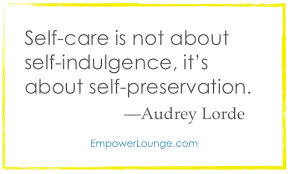 Self-care is not about
self-indulgence, it's
about self-preservation.
—Audrey Lorde
EmpowerLounge.com